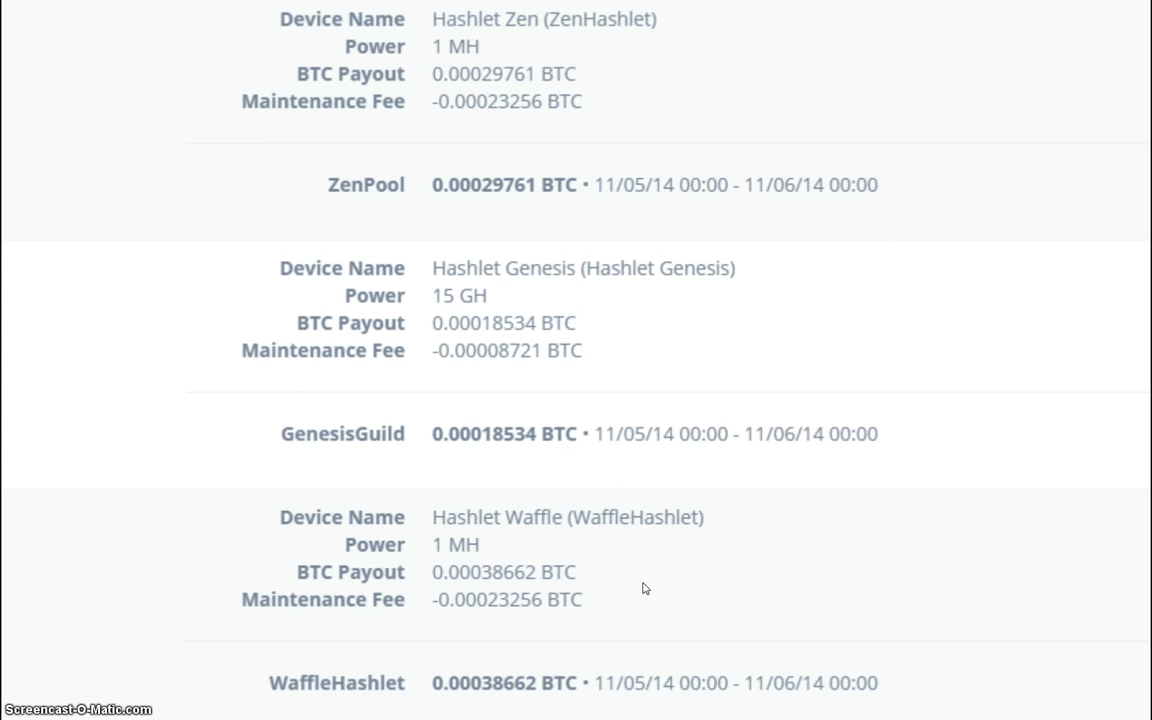 Device Name Hashlet Zen (ZenHashlet)
Power 1 MH
BTC Payout 0.00029761 BTC
Maintenance Fee -0.00023256 BTC
ZenPool 0.00029761 BTC • 11/05/14 00:00 - 11/06/14 00:00
Device Name Hashlet Genesis (Hashlet Genesis)
Power 15 GH
BTC Payout 0.00018534 BTC
Maintenance Fee -0.00008721 BTC
GenesisGuild 0.00018534 BTC • 11/05/14 00:00 - 11/06/14 00:00
Device Name Hashlet Waffle (WaffleHashlet)
Power 1 MH
BTC Payout 0.00038662 BTC
Maintenance Fee -0.00023256 BTC
WaffleHashlet 0.00038662 BTC • 11/05/14 00:00 - 11/06/14 00:00
Screencast-O-Matic.com